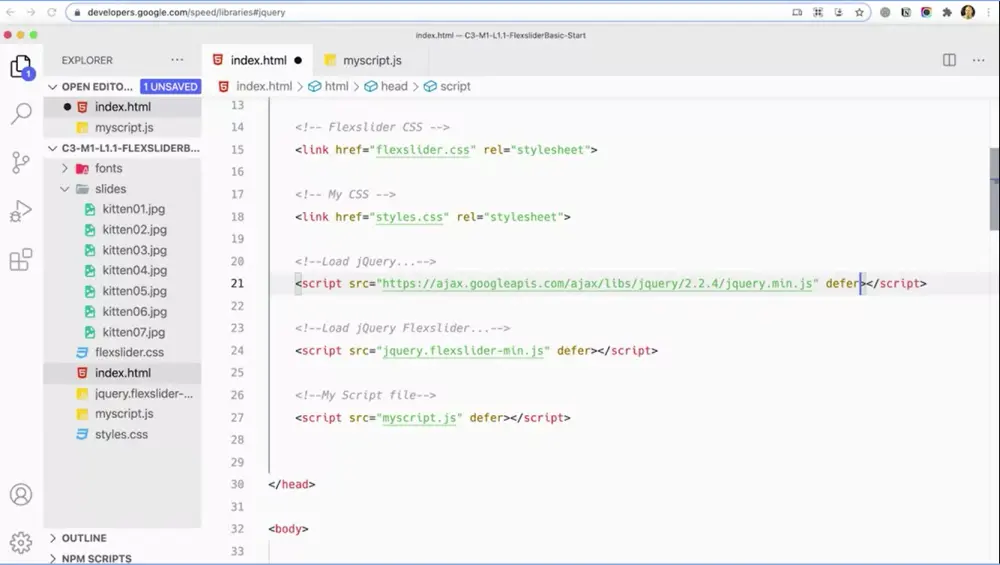 developers.google.com/speed/libraries#jquery
index.html — C3-M1-L1.1-FlexsliderBasic-Start
EXPLORER
1
OPEN EDITO... 1 UNSAVED
index.html
myscript.js
C3-M1-L1.1-FLEXSLIDERB...
fonts
slides
kitten01.jpg
kitten02.jpg
kitten03.jpg
kitten04.jpg
kitten05.jpg
kitten06.jpg
kitten07.jpg
flexslider.css
index.html
jquery.flexslider-...
myscript.js
styles.css
OUTLINE
NPM SCRIPTS
index.html myscript.js
index.html > html > head > script
13
14 <!-- Flexslider CSS -->
15 <link href="flexslider.css" rel="stylesheet">
16
17 <!-- My CSS -->
18 <link href="styles.css" rel="stylesheet">
19
20 <!--Load jQuery...-->
21 <script src="https://ajax.googleapis.com/ajax/libs/jquery/2.2.4/jquery.min.js" defer></script>
22
23 <!--Load jQuery Flexslider...-->
24 <script src="jquery.flexslider-min.js" defer></script>
25
26 <!--My Script file-->
27 <script src="myscript.js" defer></script>
28
29
30 </head>
31
32 <body>
33